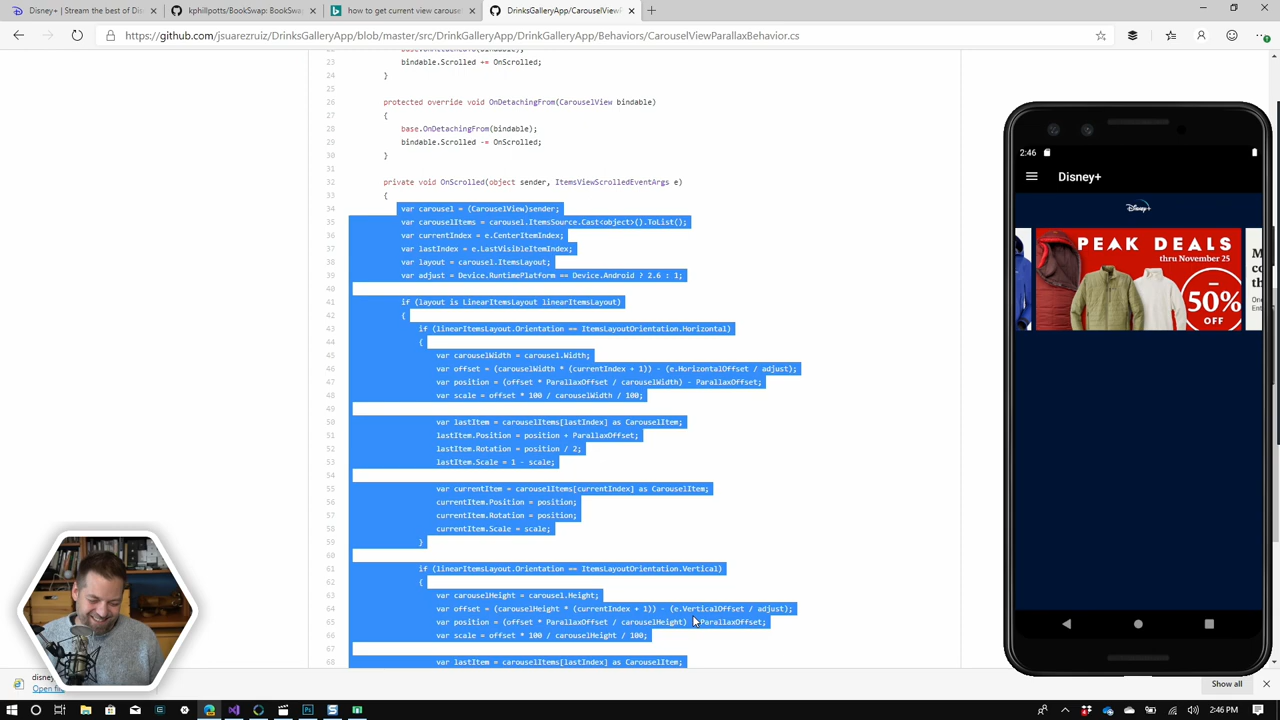 Disney+ | Stream the best of Dis
kphillpotts/BookSwap: BookSwap
how to get currentitem from scro
DrinksGalleryApp/CarouselViewPa
https://github.com/jsuarezruiz/DrinksGalleryApp/blob/master/src/DrinkGalleryApp/DrinkGalleryApp/Behaviors/CarouselViewParallaxBehavior.cs
23 bindable.Scrolled += OnScrolled;
24 }
25
26 protected override void OnDetachingFrom(CarouselView bindable)
27 {
28 base.OnDetachingFrom(bindable);
29 bindable.Scrolled -= OnScrolled;
30 }
31
32 private void OnScrolled(object sender, ItemsViewScrolledEventArgs e)
33 {
34 var carousel = (CarouselView)sender;
35 var carouselItems = carousel.ItemsSource.Cast<object>().ToList();
36 var currentIndex = e.CenterItemIndex;
37 var lastIndex = e.LastVisibleItemIndex;
38 var layout = carousel.ItemsLayout;
39 var adjust = Device.RuntimePlatform == Device.Android ? 2.6 : 1;
40
41 if (layout is LinearItemsLayout linearItemsLayout)
42 {
43 if (linearItemsLayout.Orientation == ItemsLayoutOrientation.Horizontal)
44 {
45 var carouselWidth = carousel.Width;
46 var offset = (carouselWidth * (currentIndex + 1)) - (e.HorizontalOffset / adjust);
47 var position = (offset * ParallaxOffset / carouselWidth) - ParallaxOffset;
48 var scale = offset * 100 / carouselWidth / 100;
49
50 var lastItem = carouselItems[lastIndex] as CarouselItem;
51 lastItem.Position = position + ParallaxOffset;
52 lastItem.Rotation = position / 2;
53 lastItem.Scale = 1 - scale;
54
55 var currentItem = carouselItems[currentIndex] as CarouselItem;
56 currentItem.Position = position;
57 currentItem.Rotation = position;
58 currentItem.Scale = scale;
59 }
60
61 if (linearItemsLayout.Orientation == ItemsLayoutOrientation.Vertical)
62 {
63 var carouselHeight = carousel.Height;
64 var offset = (carouselHeight * (currentIndex + 1)) - (e.VerticalOffset / adjust);
65 var position = (offset * ParallaxOffset / carouselHeight) ParallaxOffset;
66 var scale = offset * 100 / carouselHeight / 100;
67
68 var lastItem = carouselItems[lastIndex] as CarouselItem;
2:46
Disney+
Disney+
PEAK DEALS
thru November 25
50%
OFF
disne
Open file
Show all
2:46 PM